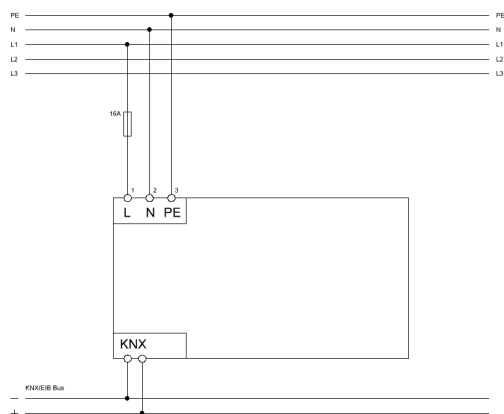 PE PE
N N
L1 L1
L2 L2
L3 L3
16A
1 2 3
L N PE
KNX
KNX/EIB Bus
—
+